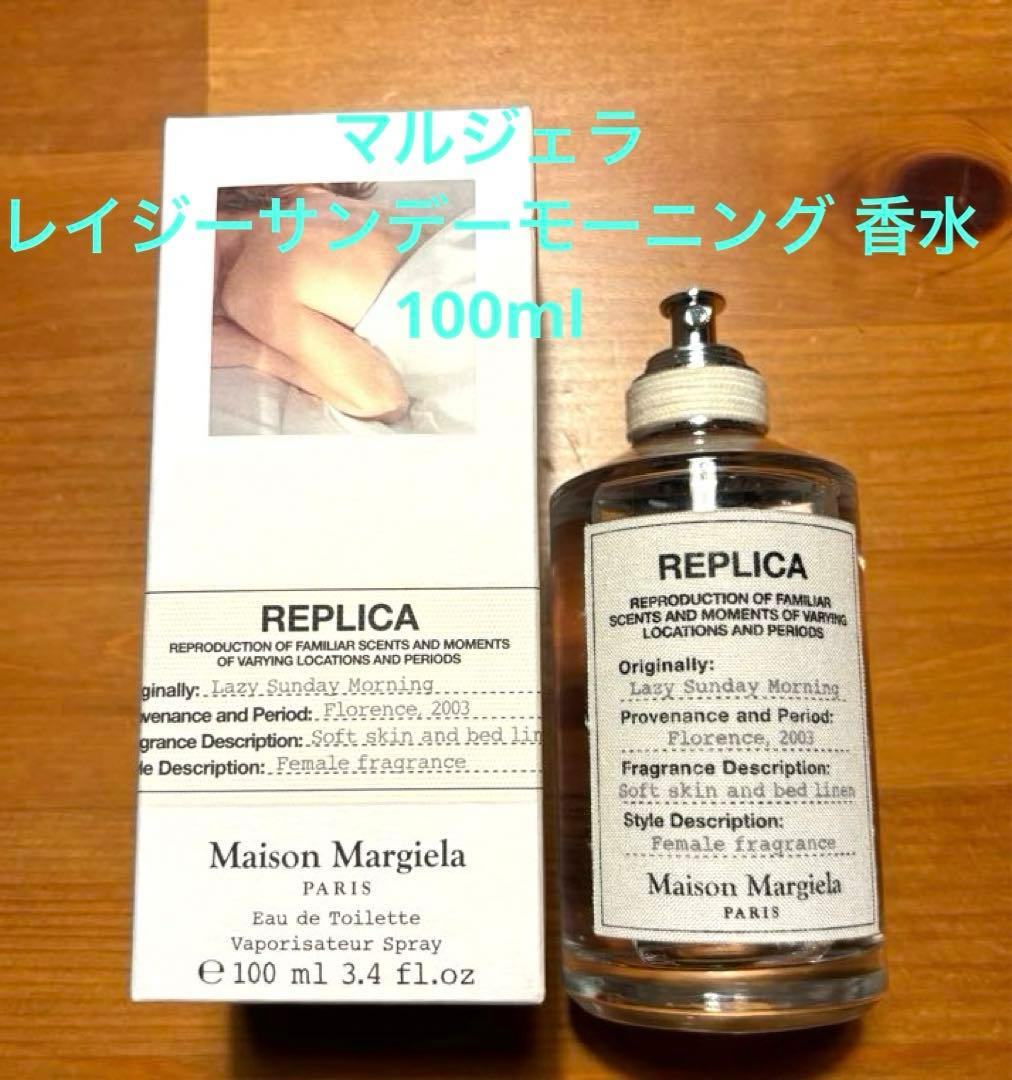 マルジェラ
レイジーサンデーモーニング 香水
100ml
REPLICA
REPRODUCTION OF FAMILIAR SCENTS AND MOMENTS
OF VARYING LOCATIONS AND PERIODS
ginally: Lazy Sunday Morning
venance and Period: Florence, 2003
grance Description: Soft skin and bed lin
le Description: Female fragrance
Maison Margiela
PARIS
Eau de Toilette
Vaporisateur Spray
℮ 100 ml 3.4 fl.oz
REPLICA
REPRODUCTION OF FAMILIAR
SCENTS AND MOMENTS OF VARYING
LOCATIONS AND PERIODS
Originally:
Lazy Sunday Morning
Provenance and Period:
Florence, 2003
Fragrance Description:
Soft skin and bed linen
Style Description:
Female fragrance
Maison Margiela
PARIS